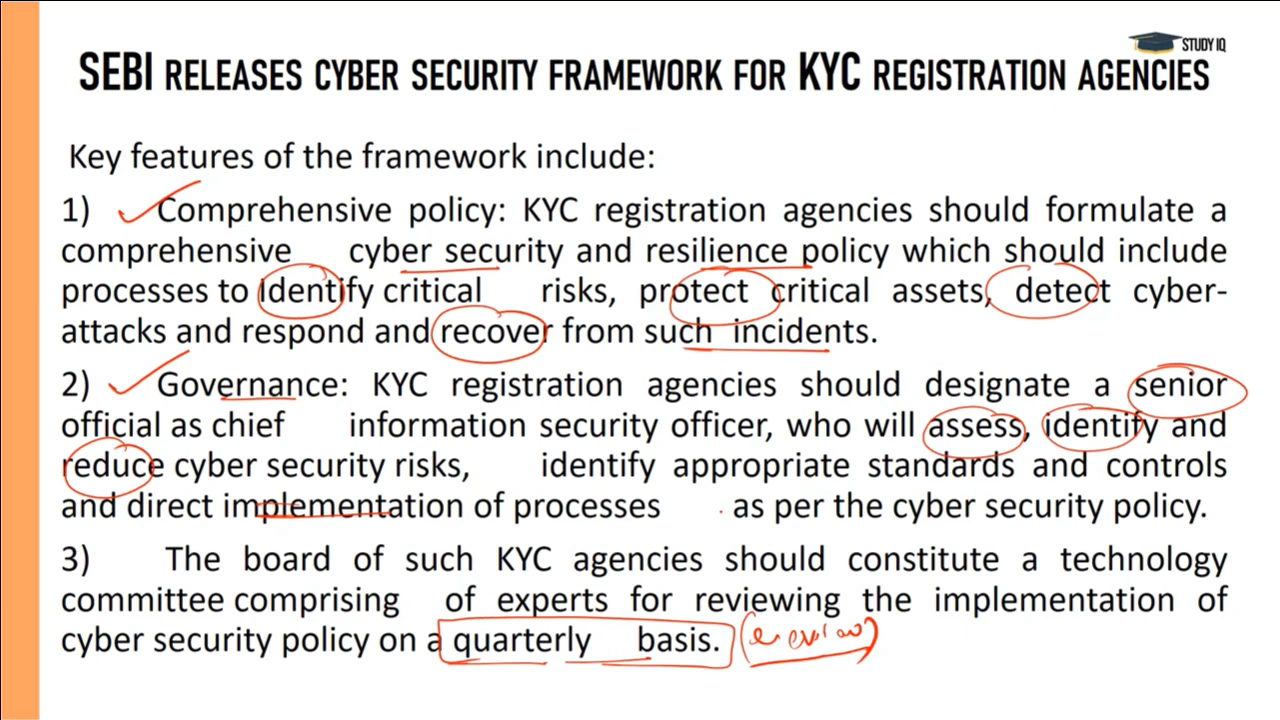 STUDY IQ
SEBI RELEASES CYBER SECURITY FRAMEWORK FOR KYC REGISTRATION AGENCIES
Key features of the framework include:
1) Comprehensive policy: KYC registration agencies should formulate a
comprehensive cyber security and resilience policy which should include
processes to identify critical risks, protect critical assets, detect cyber-
attacks and respond and recover from such incidents.
2) Governance: KYC registration agencies should designate a senior
official as chief information security officer, who will assess, identify and
reduce cyber security risks, identify appropriate standards and controls
and direct implementation of processes as per the cyber security policy.
3) The board of such KYC agencies should constitute a technology
committee comprising of experts for reviewing the implementation of
cyber security policy on a quarterly basis.